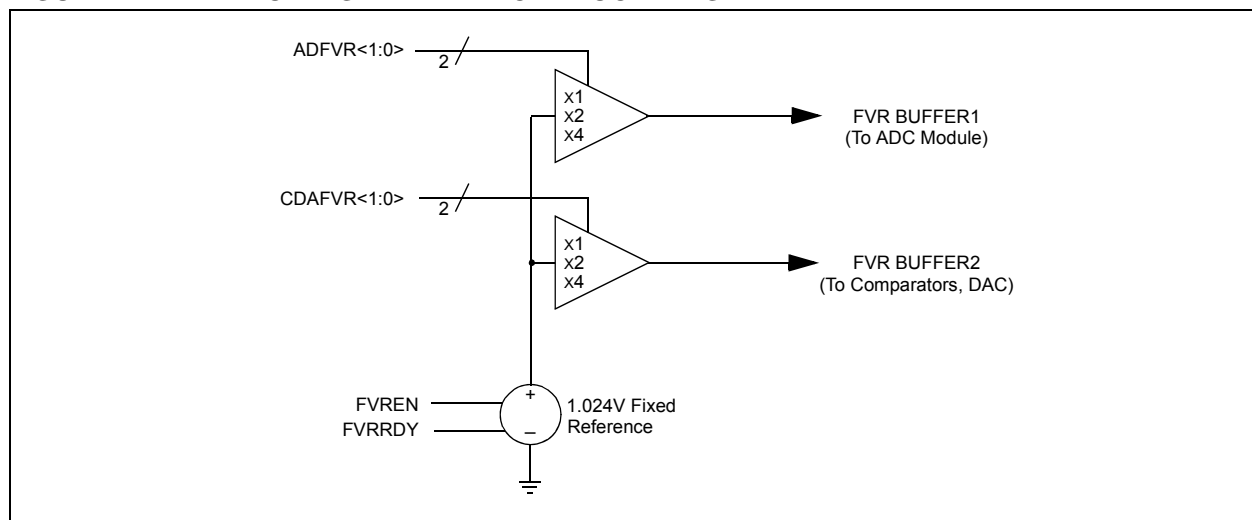 ADFVR<1:0>
2
X1
X2
X4
FVR BUFFER1
(To ADC Module)
CDAFVR<1:0>
2
X1
X2
X4
FVR BUFFER2
(To Comparators, DAC)
FVREN
FVRRDY
+
–
1.024V Fixed
Reference